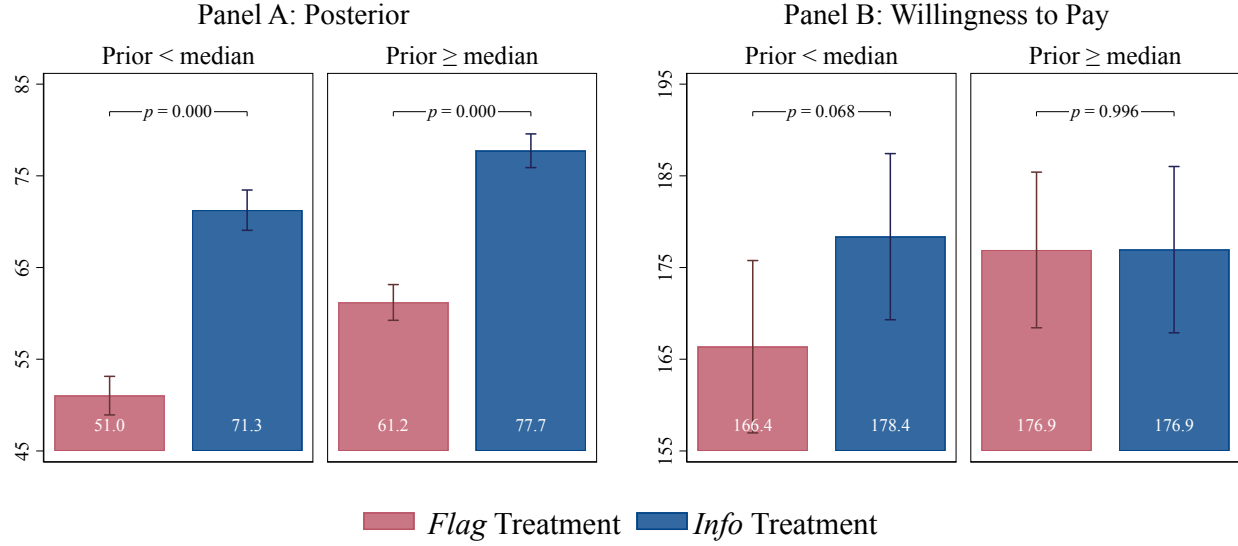 Panel A: Posterior
Prior < median
Prior ≥ median
85
75
65
55
45
p = 0.000
p = 0.000
51.0
71.3
61.2
77.7
Panel B: Willingness to Pay
Prior < median
Prior ≥ median
195
185
175
165
155
p = 0.068
p = 0.996
166.4
178.4
176.9
176.9
Flag Treatment
Info Treatment